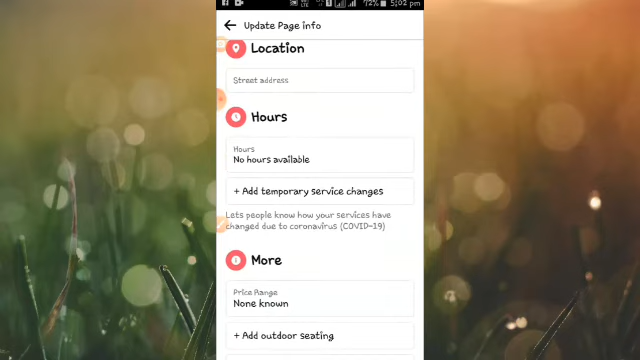 72% 5:02 pm
Update Page info
Location
Street address
Hours
Hours
No hours available
+ Add temporary service changes
Lets people know how your services have
changed due to coronavirus (COVID-19)
More
Price Range
None known
+ Add outdoor seating